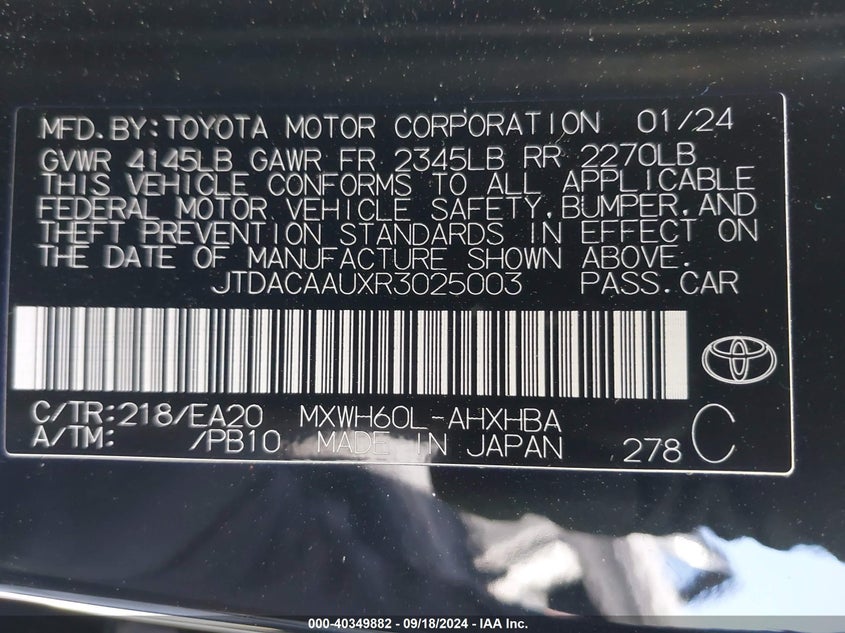 MFD.BY:TOYOTA MOTOR CORPORATION 01/24
GVWR 4145LB GAWR FR 2345LB RR 2270LB
THIS VEHICLE CONFORMS TO ALL APPLICABLE
FEDERAL MOTOR VEHICLE SAFETY,BUMPER,AND
THEFT PREVENTION STANDARDS IN EFFECT ON
THE DATE OF MANUFACTURE SHOWN ABOVE.
JTDACAAUXR3025003 PASS.CAR
C/TR:218/EA20 MXWH60L-AHXHBA C
A/TM: /PB10 MADE IN JAPAN 278
000-40349882 - 09/18/2024 - IAA Inc.